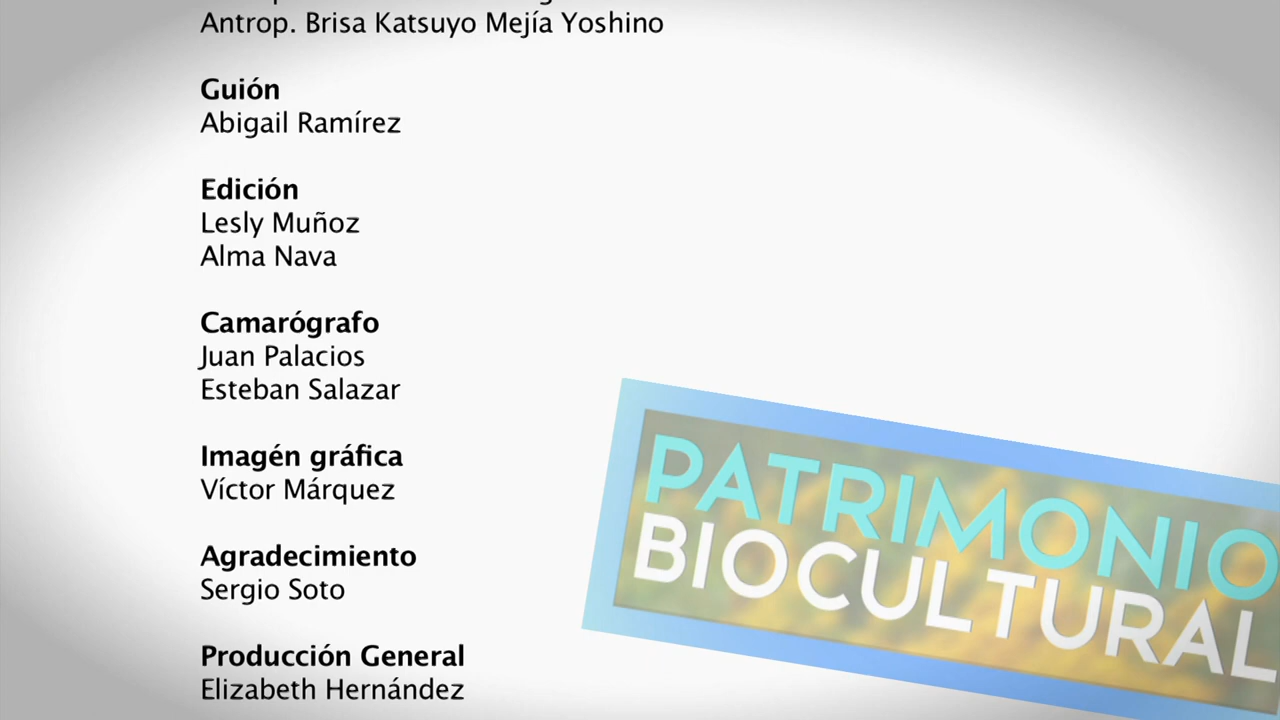 Antrop. Brisa Katsuyo Mejía Yoshino
Guión
Abigail Ramírez
Edición
Lesly Muñoz
Alma Nava
Camarógrafo
Juan Palacios
Esteban Salazar
Imagén gráfica
Víctor Márquez
Agradecimiento
Sergio Soto
Producción General
Elizabeth Hernández
PATRIMONIO
BIOCULTURAL